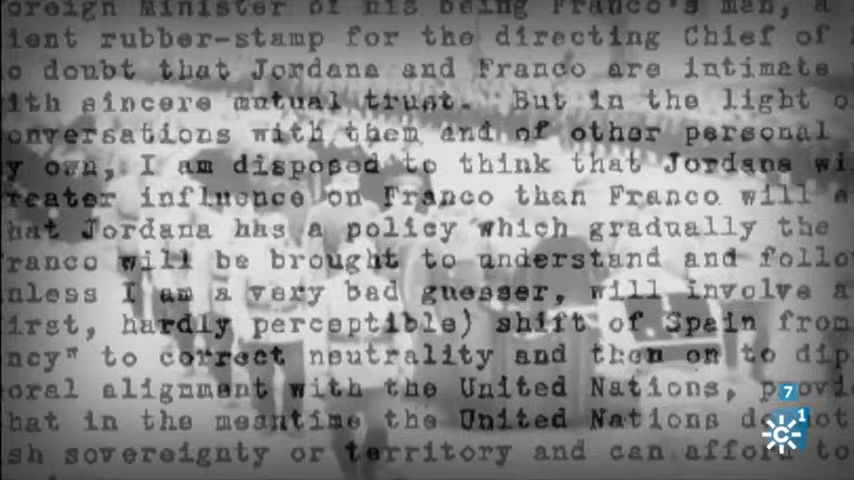 oreign Minister of his being Franco's man, a
ient rubber-stamp for the directing Chief of
o doubt that Jordana and Franco are intimate
ith sincere mutual trust. But in the light o
onversations with them and of other personal
y own, I am disposed to think that Jordana wi
reater influence on Franco than Franco will
hat Jordana has a policy which gradually the
ranco will be brought to understand and follo
nless I am a very bad guesser, will involve a
irst, hardly perceptible) shift of Spain from
ncy" to correct neutrality and then on to dip
oral alignment with the United Nations, provi
hat in the meantime the United Nations do not
sh sovereignty or territory and can afford to
7
C 1